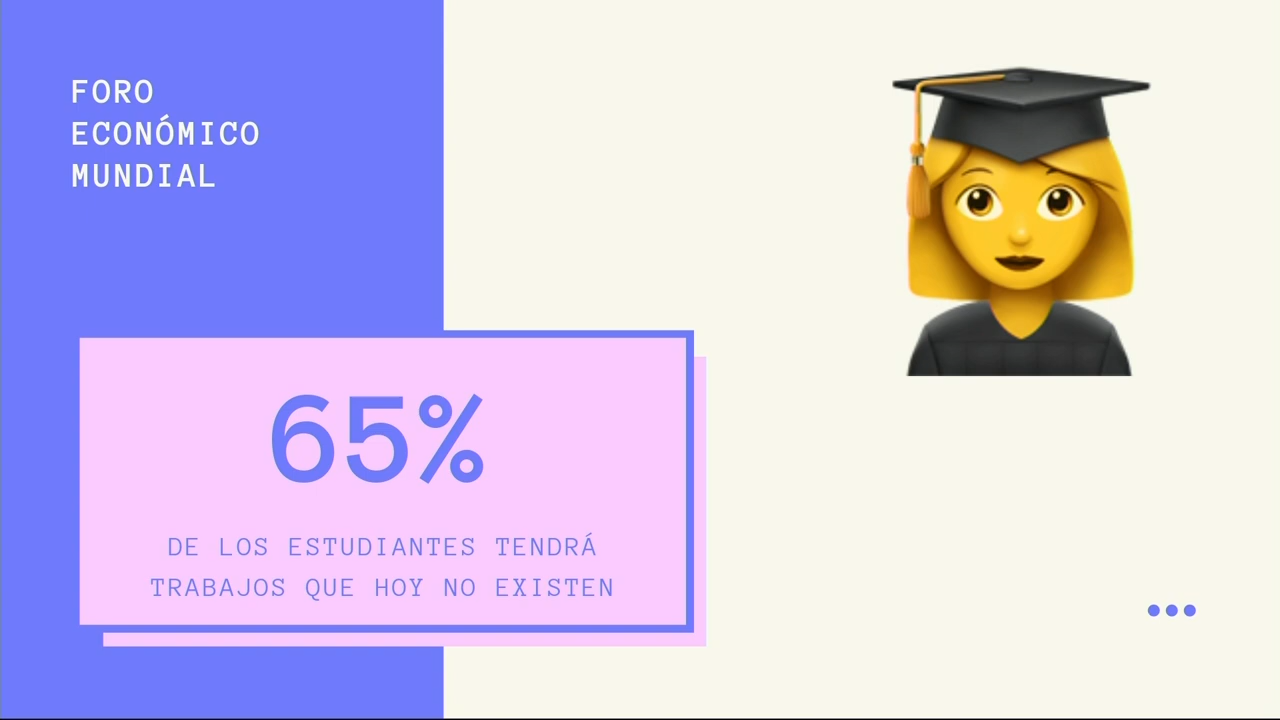 FORO
ECONÓMICO
MUNDIAL
65%
DE LOS ESTUDIANTES TENDRÁ
TRABAJOS QUE HOY NO EXISTEN